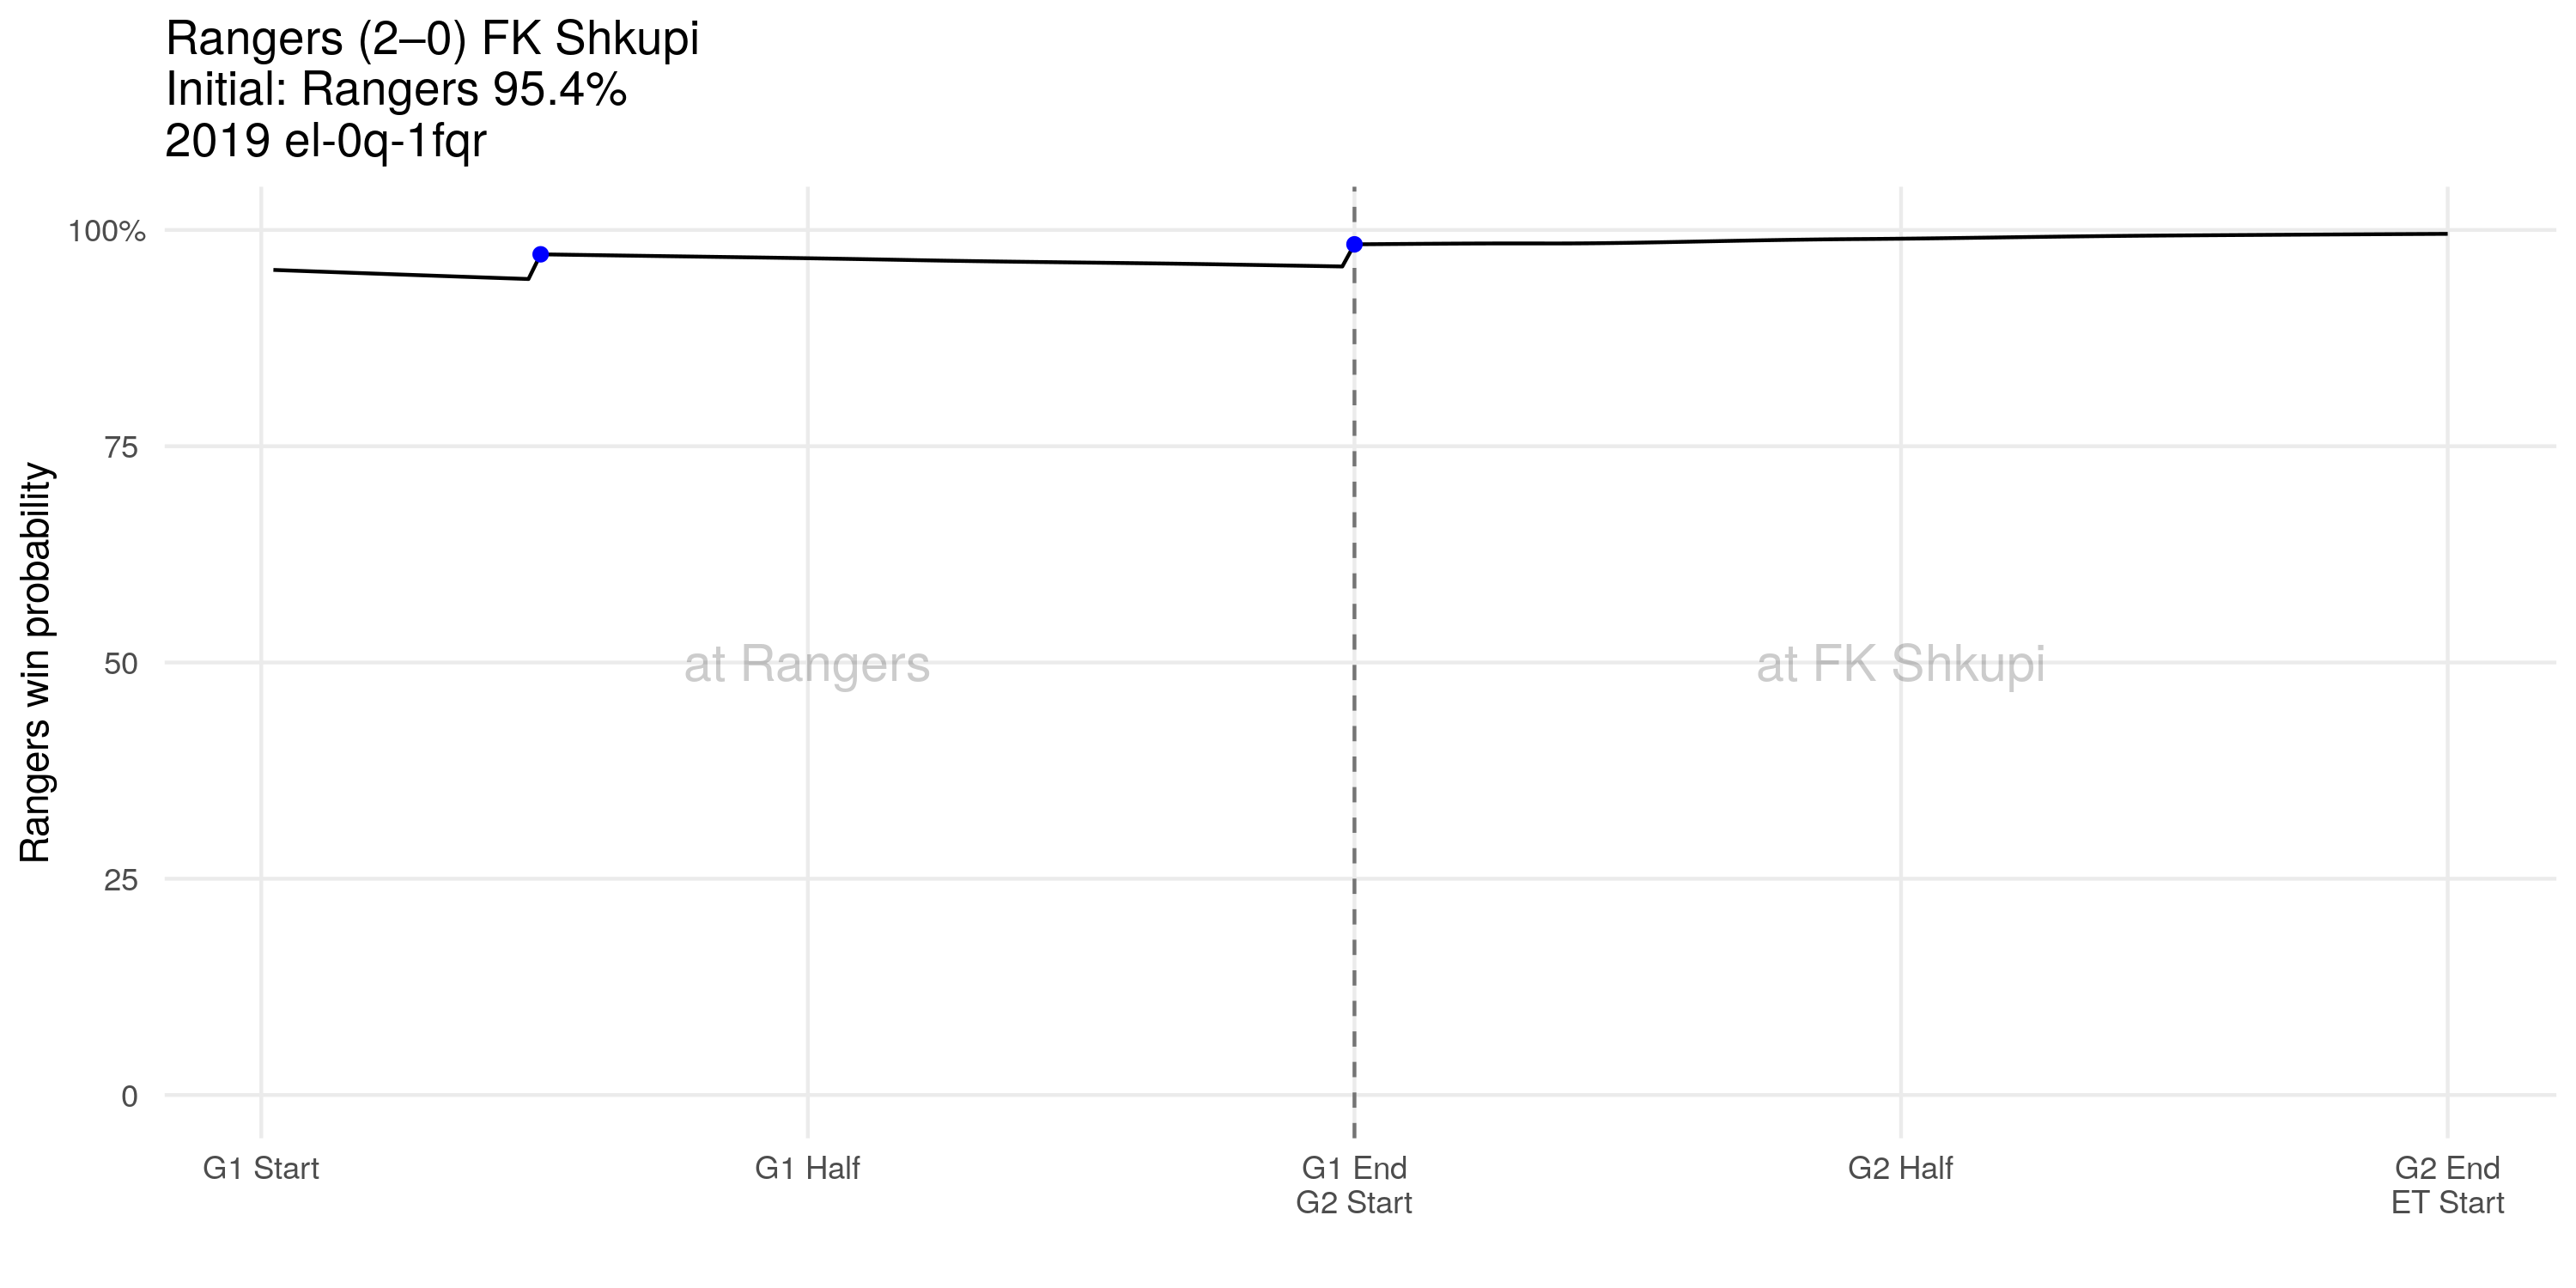 Rangers (2–0) FK Shkupi
Initial: Rangers 95.4%
2019 el-0q-1fqr
Rangers win probability
100%
75
50
25
0
at Rangers
at FK Shkupi
G1 Start
G1 Half
G1 End
G2 Start
G2 Half
G2 End
ET Start